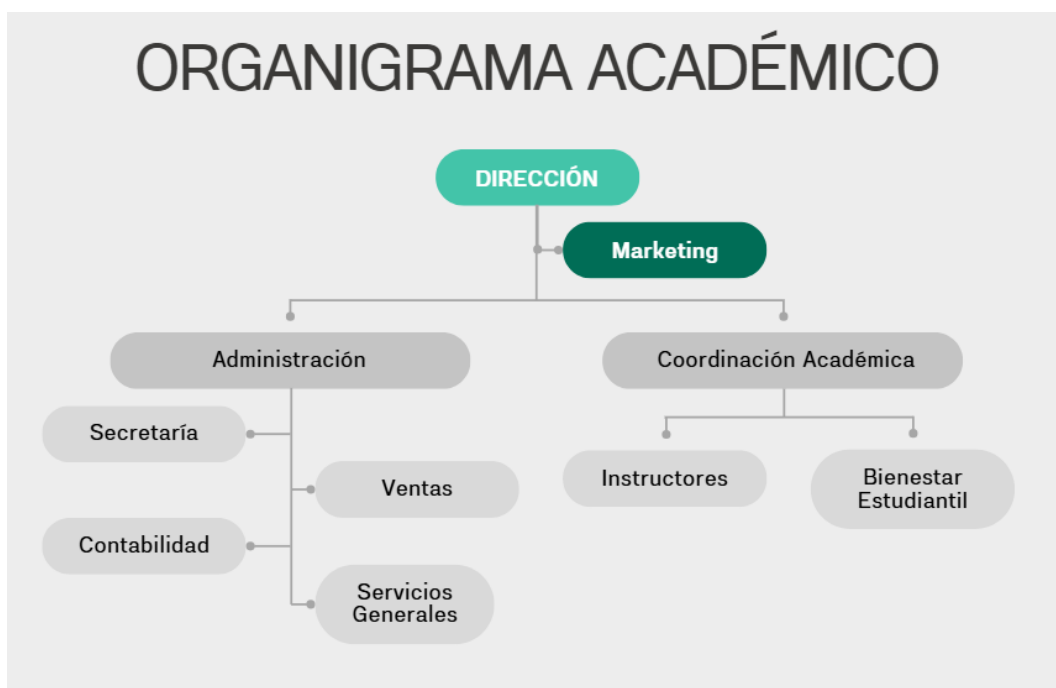 ORGANIGRAMA ACADÉMICO
DIRECCIÓN
Marketing
Administración
Coordinación Académica
Secretaría
Ventas
Contabilidad
Servicios
Generales
Instructores
Bienestar
Estudiantil